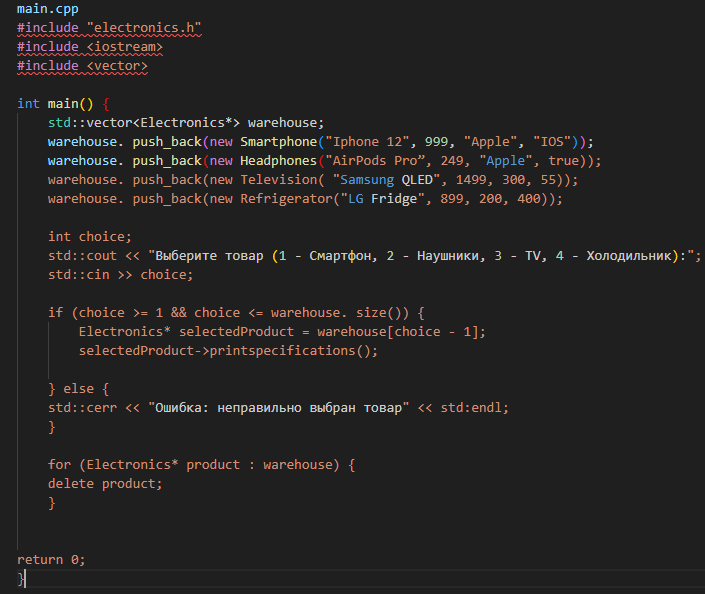 main.cpp
#include "electronics.h"
#include <iostream>
#include <vector>
int main() {
std::vector<Electronics*> warehouse;
warehouse. push_back(new Smartphone("Iphone 12", 999, "Apple", "IOS"));
warehouse. push_back(new Headphones("AirPods Pro”, 249, "Apple", true));
warehouse. push_back(new Television( "Samsung QLED", 1499, 300, 55));
warehouse. push_back(new Refrigerator("LG Fridge", 899, 200, 400));
int choice;
std::cout << "Выберите товар (1 - Смартфон, 2 - Наушники, 3 - TV, 4 - Холодильник):";
std::cin >> choice;
if (choice >= 1 && choice <= warehouse. size()) {
Electronics* selectedProduct = warehouse[choice - 1];
selectedProduct->printspecifications();
} else {
std::cerr << "Ошибка: неправильно выбран товар" << std:endl;
}
for (Electronics* product : warehouse) {
delete product;
}
return 0;
}